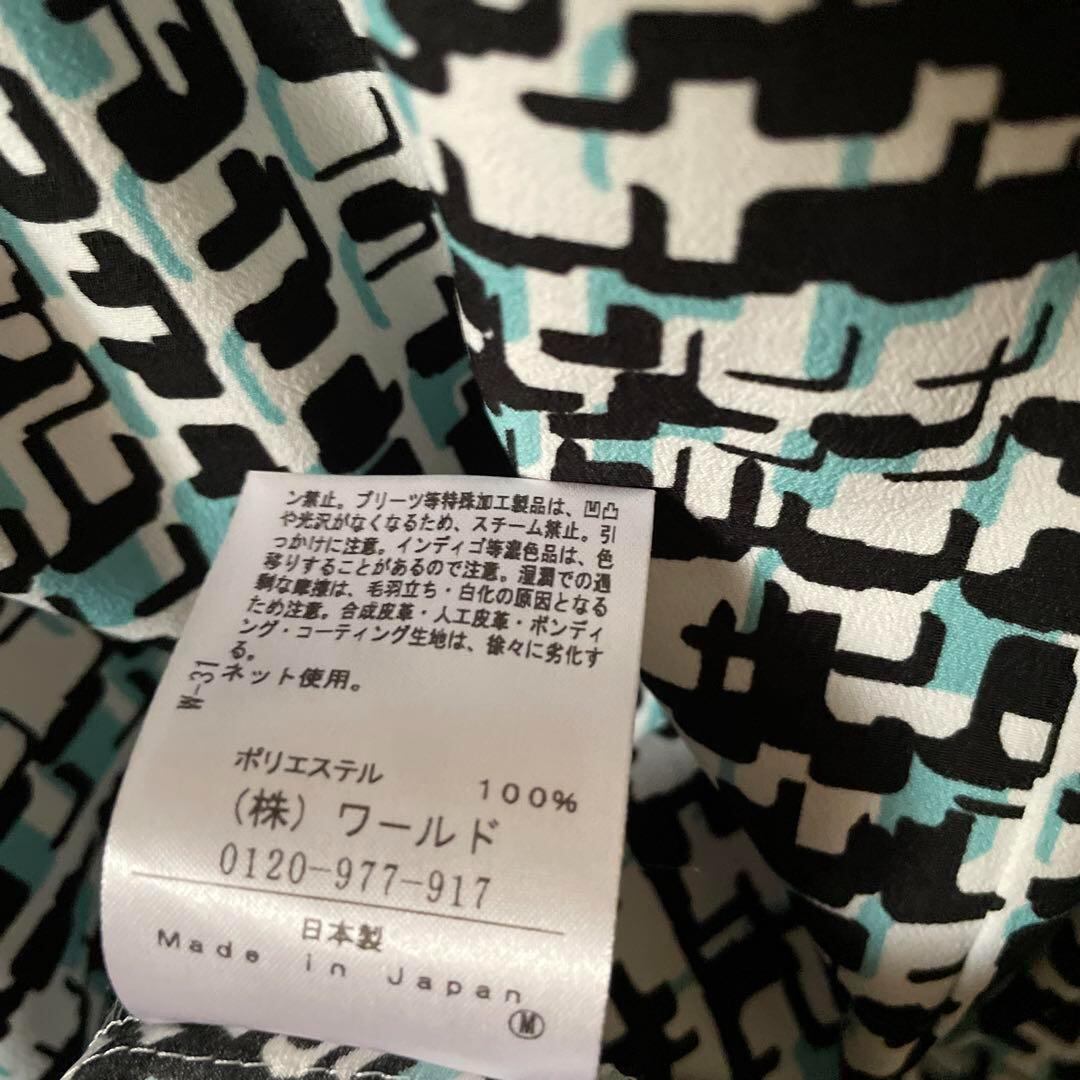 ン禁止。プリーツ等特殊加工製品は、凹凸
や光沢がなくなるため、スチーム禁止。引
っかけに注意。インディゴ等濃色品は、色
移りすることがあるので注意。湿潤での過
剰な摩擦は、毛羽立ち・白化の原因となる
ため注意。合成皮革・人工皮革・ボンディ
ング・コーティング生地は、徐々に劣化す
る。
ネット使用。
W-31
ポリエステル 100%
(株) ワールド
0120-977-917
日本製
Made in Japan
M